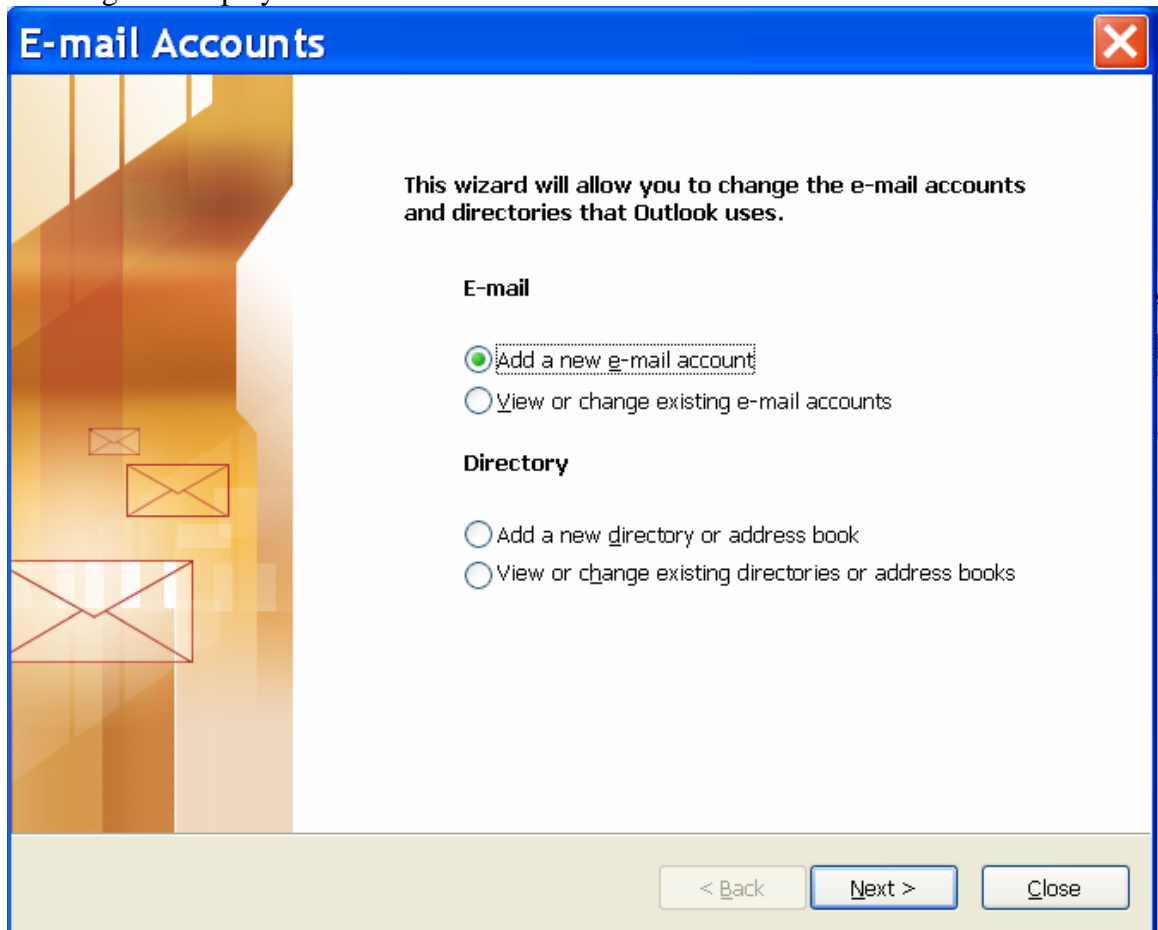 E-mail Accounts
This wizard will allow you to change the e-mail accounts
and directories that Outlook uses.
E-mail
Add a new e-mail account
View or change existing e-mail accounts
Directory
Add a new directory or address book
View or change existing directories or address books
< Back Next > Close